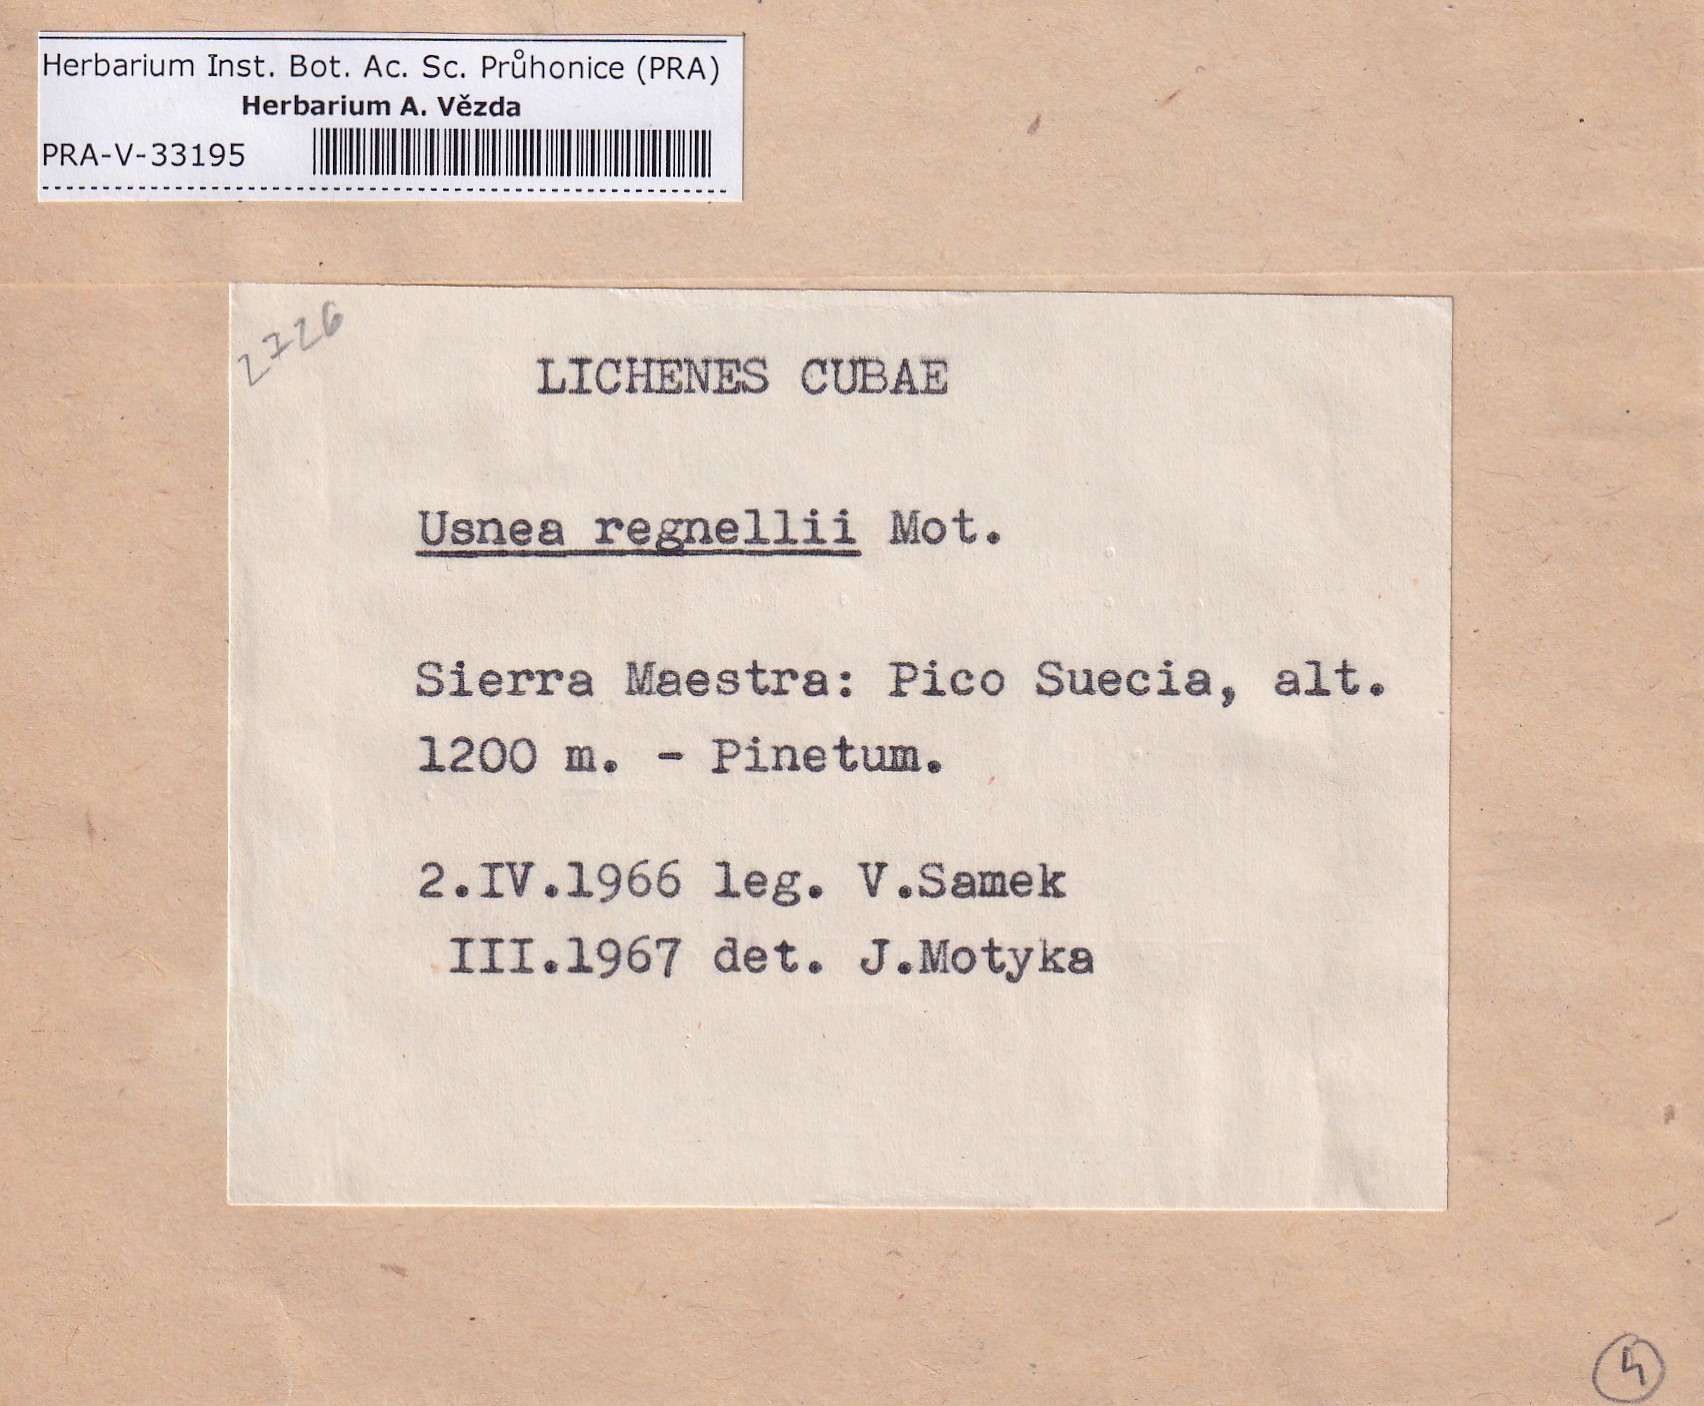 Herbarium Inst. Bot. Ac. Sc. Průhonice (PRA)
Herbarium A. Vězda
PRA-V-33195
2726
LICHENES CUBAE
Usnea regnellii Mot.
Sierra Maestra: Pico Suecia, alt.
1200 m. - Pinetum.
2.IV.1966 leg. V.Samek
III.1967 det. J.Motyka
4